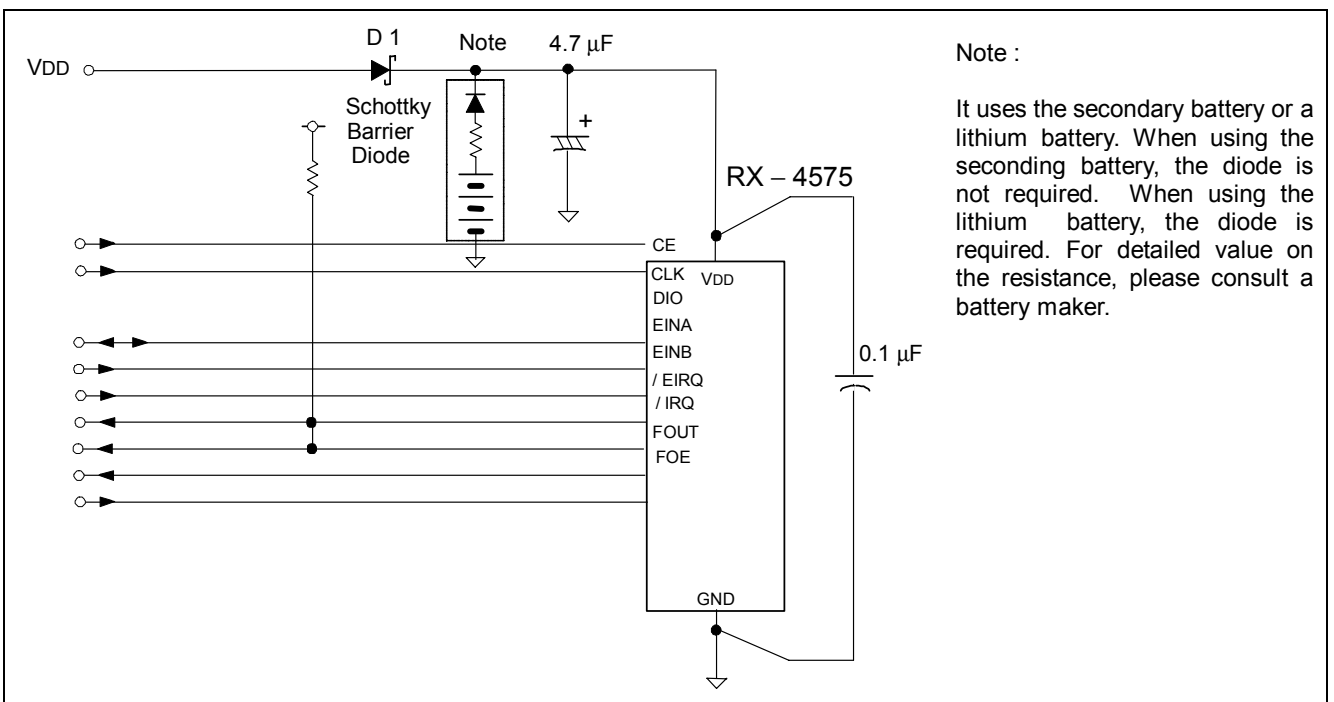 D 1
Note
4.7 μF
VDD
Schottky
Barrier
Diode
+
RX – 4575
CE
CLK
VDD
DIO
EINA
EINB
/ EIRQ
/ IRQ
FOUT
FOE
GND
0.1 μF
Note :
It uses the secondary battery or a
lithium battery. When using the
seconding battery, the diode is
not required. When using the
lithium battery, the diode is
required. For detailed value on
the resistance, please consult a
battery maker.